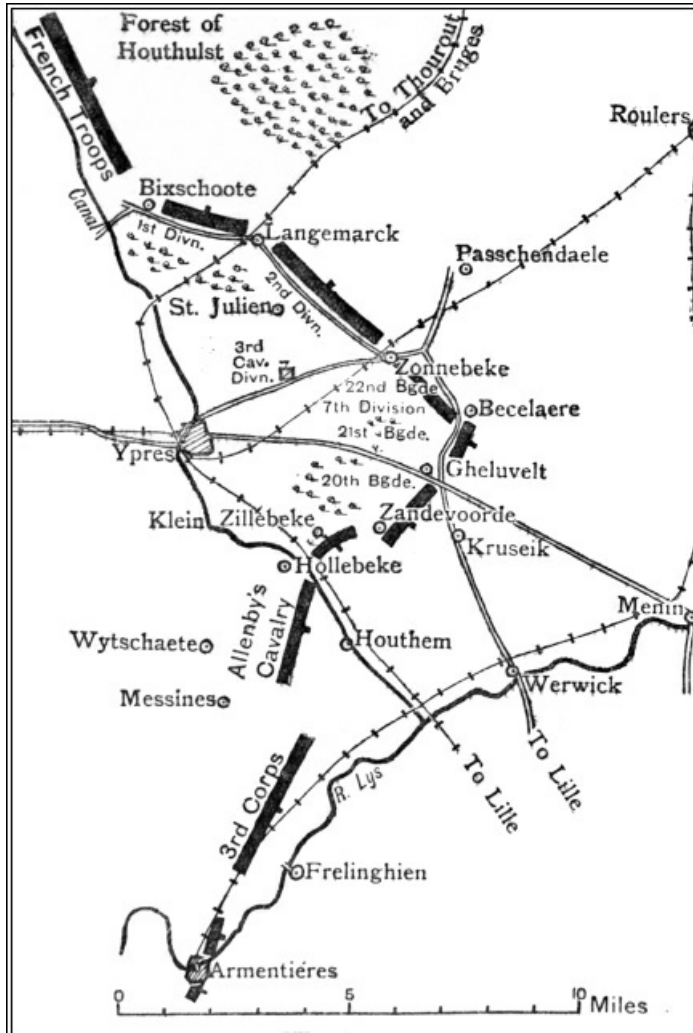 Forest of
Houthulst
French Troops
To Thourout
and Bruges
Roulers
Canal
Bixschoote
1st Divn.
Langemarck
2nd Divn.
Passchendaele
St. Julien
3rd
Cav.
Divn.
Zonnebeke
22nd Bgde
7th Division
21st Bgde.
Becelaere
Ypres
Gheluvelt
20th Bgde.
Klein Zillebeke
Zandevoorde
Kruseik
Hollebeke
Allenby's
Cavalry
Menin
Wytschaete
Houthem
Messines
Werwick
3rd Corps
R. Lys
To Lille
To Lille
Frelinghien
Armentiéres
0 5 10
Miles